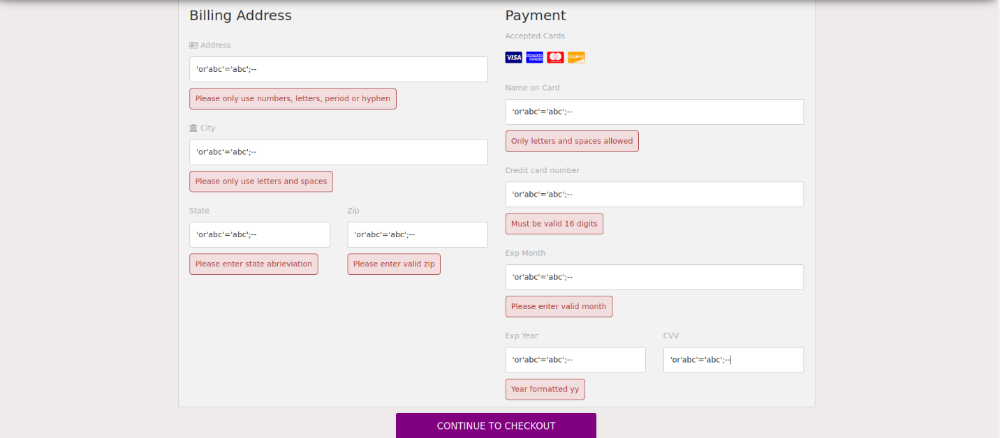 Billing Address
Address
'or'abc'='abc';--
Please only use numbers, letters, period or hyphen
City
'or'abc'='abc';--
Please only use letters and spaces
State
Zip
'or'abc'='abc';--
'or'abc'='abc';--
Please enter state abrieviation
Please enter valid zip
Payment
Accepted Cards
VISA
AMERICAN EXPRESS
DISCOVER
Name on Card
'or'abc'='abc';--
Only letters and spaces allowed
Credit card number
'or'abc'='abc';--
Must be valid 16 digits
Exp Month
'or'abc'='abc';--
Please enter valid month
Exp Year
CVV
'or'abc'='abc';--
'or'abc'='abc';--
Year formatted yy
CONTINUE TO CHECKOUT